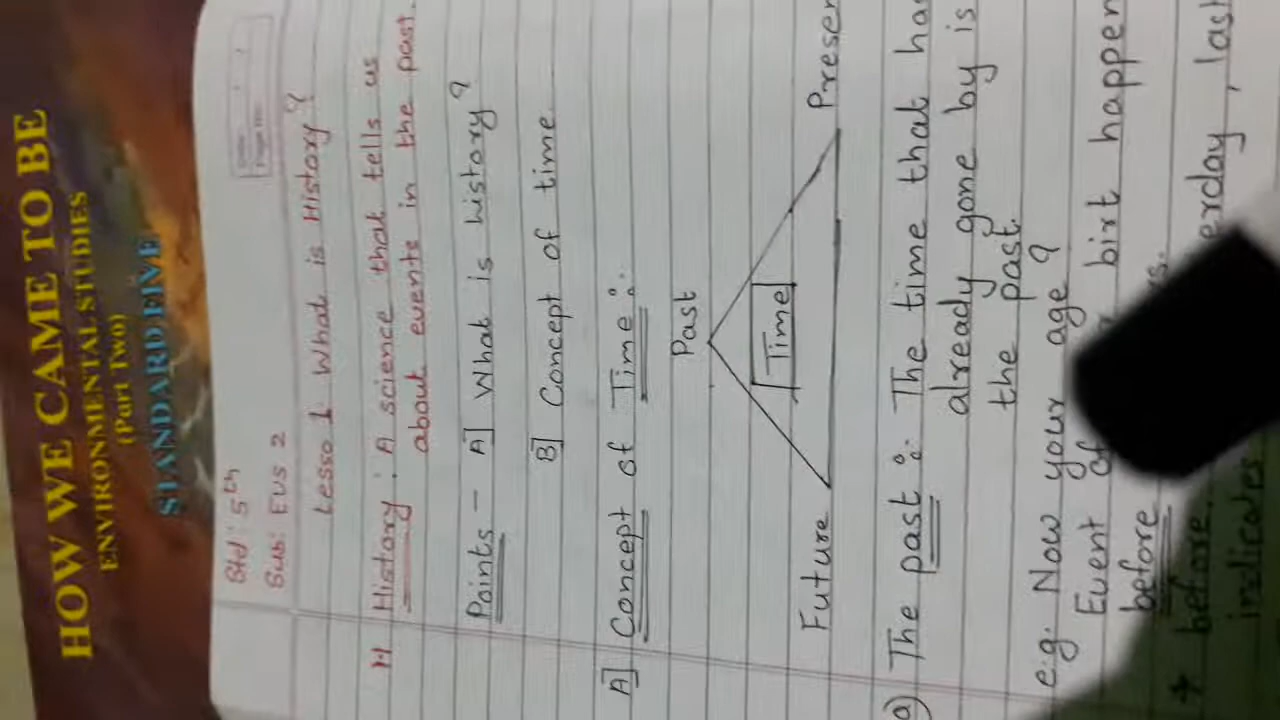 HOW WE CAME TO BE
ENVIRONMENTAL STUDIES
(Part Two)
STANDARD FIVE
Std : 5th
Sub: EVS 2
Lesso 1 What is History?
H History : A science that tells us
about events in the past.
Points - A] What is history?
B] Concept of time
A] Concept of Time :
Past
Time
Future Presen
a) The past : The time that has
already gone by is
the past.
e.g. Now your age ?
Event of birt happen
before
before. erday, last
indicates